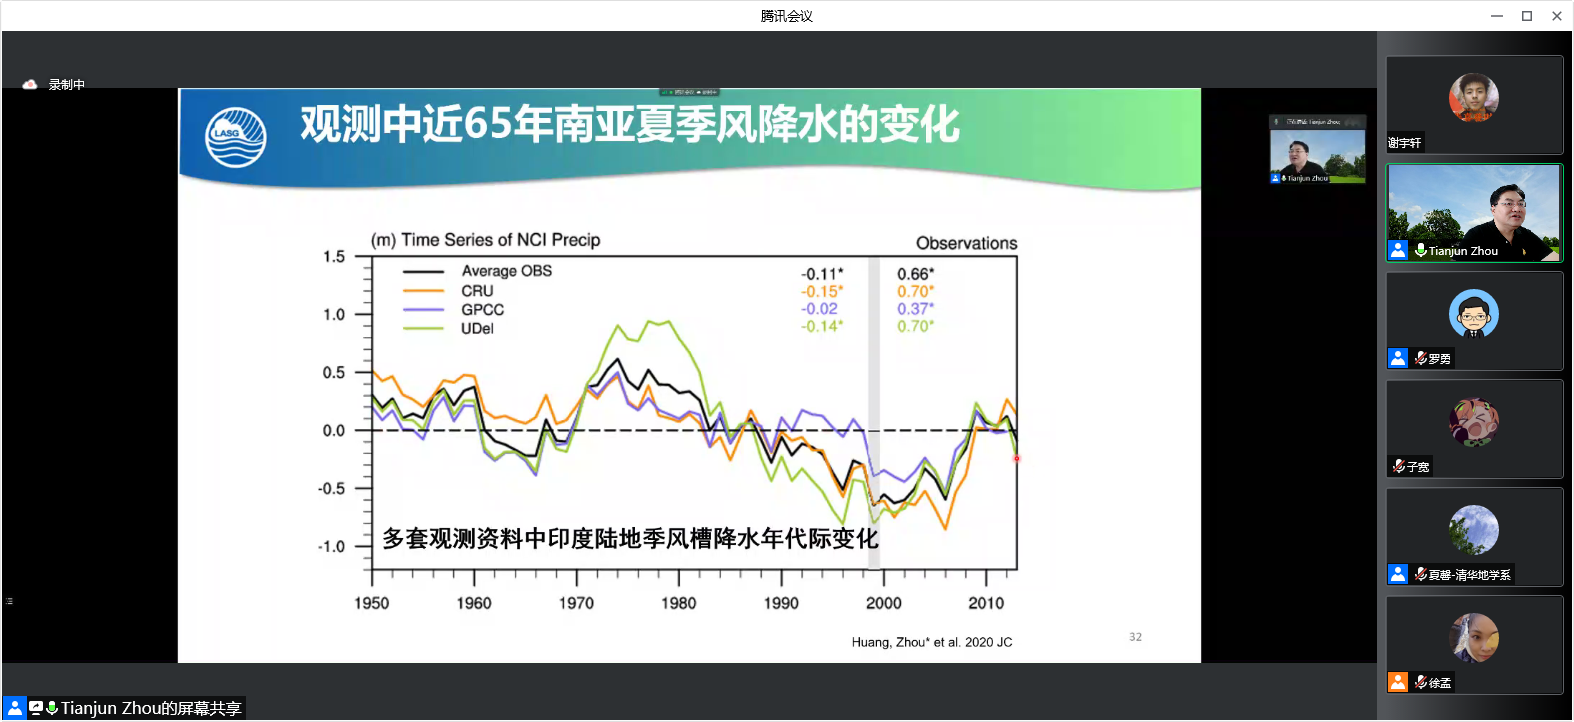 腾讯会议
录制中
LASG
观测中近65年南亚夏季风降水的变化
(m) Time Series of NCI Precip
Observations
1.5
1.0
0.5
0.0
-0.5
-1.0
Average OBS -0.11* 0.66*
CRU -0.15* 0.70*
GPCC -0.02 0.37*
UDel -0.14* 0.70*
多套观测资料中印度陆地季风槽降水年代际变化
1950 1960 1970 1980 1990 2000 2010
Huang, Zhou* et al. 2020 JC
32
Tianjun Zhou
谢宇轩
Tianjun Zhou
罗勇
子宽
夏馨-清华地学系
徐孟
Tianjun Zhou的屏幕共享